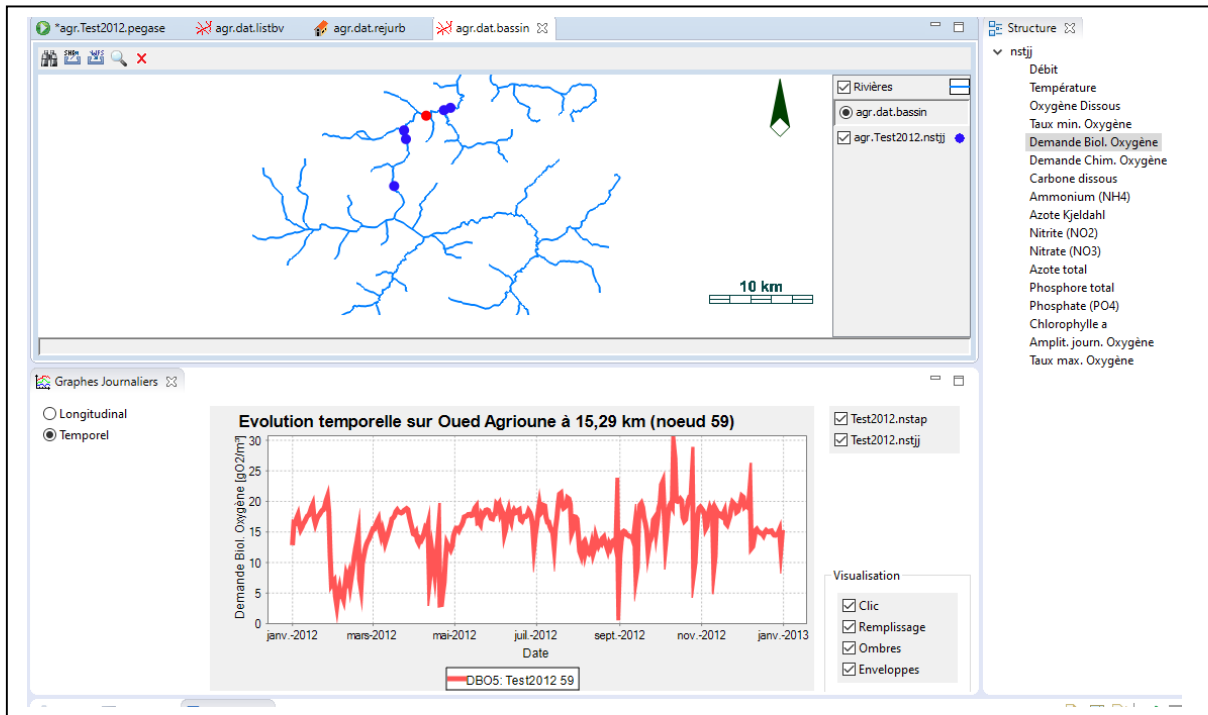 *agr.Test2012.pegase
agr.dat.listbv
agr.dat.rejurb
agr.dat.bassin
Rivières
agr.dat.bassin
agr.Test2012.nstjj
10 km
Structure
nstjj
Débit
Température
Oxygène Dissous
Taux min. Oxygène
Demande Biol. Oxygène
Demande Chim. Oxygène
Carbone dissous
Ammonium (NH4)
Azote Kjeldahl
Nitrite (NO2)
Nitrate (NO3)
Azote total
Phosphore total
Phosphate (PO4)
Chlorophylle a
Amplit. journ. Oxygène
Taux max. Oxygène
Graphes Journaliers
Longitudinal
Temporel
Evolution temporelle sur Oued Agrioune à 15,29 km (noeud 59)
Demande Biol. Oxygène [gO2/m³]
30
25
20
15
10
5
0
janv.-2012 mars-2012 mai-2012 juil.-2012 sept.-2012 nov.-2012 janv.-2013
Date
DBO5: Test2012 59
Test2012.nstap
Test2012.nstjj
Visualisation
Clic
Remplissage
Ombres
Enveloppes